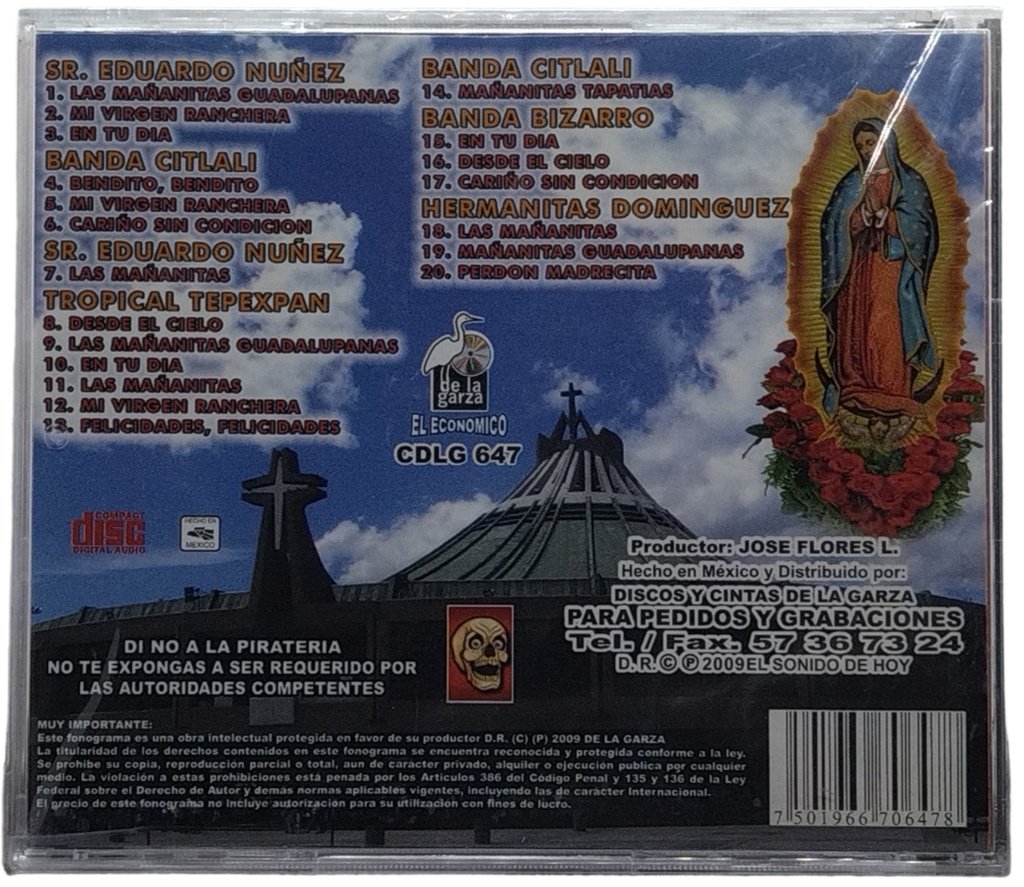 SR. EDUARDO NUÑEZ
1. LAS MAÑANITAS GUADALUPANAS
2. MI VIRGEN RANCHERA
3. EN TU DIA
BANDA CITLALI
4. BENDITO, BENDITO
5. MI VIRGEN RANCHERA
6. CARIÑO SIN CONDICION
SR. EDUARDO NUÑEZ
7. LAS MAÑANITAS
TROPICAL TEPEXPAN
8. DESDE EL CIELO
9. LAS MAÑANITAS GUADALUPANAS
10. EN TU DIA
11. LAS MAÑANITAS
12. MI VIRGEN RANCHERA
13. FELICIDADES, FELICIDADES
BANDA CITLALI
14. MAÑANITAS TAPATIAS
BANDA BIZARRO
15. EN TU DIA
16. DESDE EL CIELO
17. CARIÑO SIN CONDICION
HERMANITAS DOMINGUEZ
18. LAS MAÑANITAS
19. MAÑANITAS GUADALUPANAS
20. PERDON MADRECITA
de la
garza
EL ECONOMICO
CDLG 647
COMPACT
disc
DIGITAL AUDIO
HECHO EN
MEXICO
Productor: JOSE FLORES L.
Hecho en México y Distribuido por:
DISCOS Y CINTAS DE LA GARZA
PARA PEDIDOS Y GRABACIONES
Tel. / Fax. 57 36 73 24
D.R.©℗2009EL SONIDO DE HOY
DI NO A LA PIRATERIA
NO TE EXPONGAS A SER REQUERIDO POR
LAS AUTORIDADES COMPETENTES
MUY IMPORTANTE:
Este fonograma es una obra intelectual protegida en favor de su productor D.R. (C) (P) 2009 DE LA GARZA
La titularidad de los derechos contenidos en este fonograma se encuentra reconocida y protegida conforme a la ley.
Se prohibe su copia, reproducción parcial o total, aun de carácter privado, alquiler o ejecución publica por cualquier
medio. La violación a estas prohibiciones está penada por los Artículos 386 del Código Penal y 135 y 136 de la Ley
Federal sobre el Derecho de Autor y demás normas aplicables vigentes, incluyendo las de carácter Internacional.
El precio de este fonograma no incluye autorización para su utilización con fines de lucro.
7 501966 706478